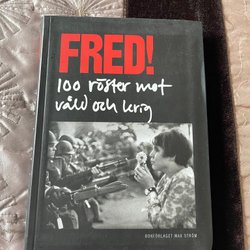 FRED!
100 röster mot
våld och krig
BOKFÖRLAGET MAX STRÖM